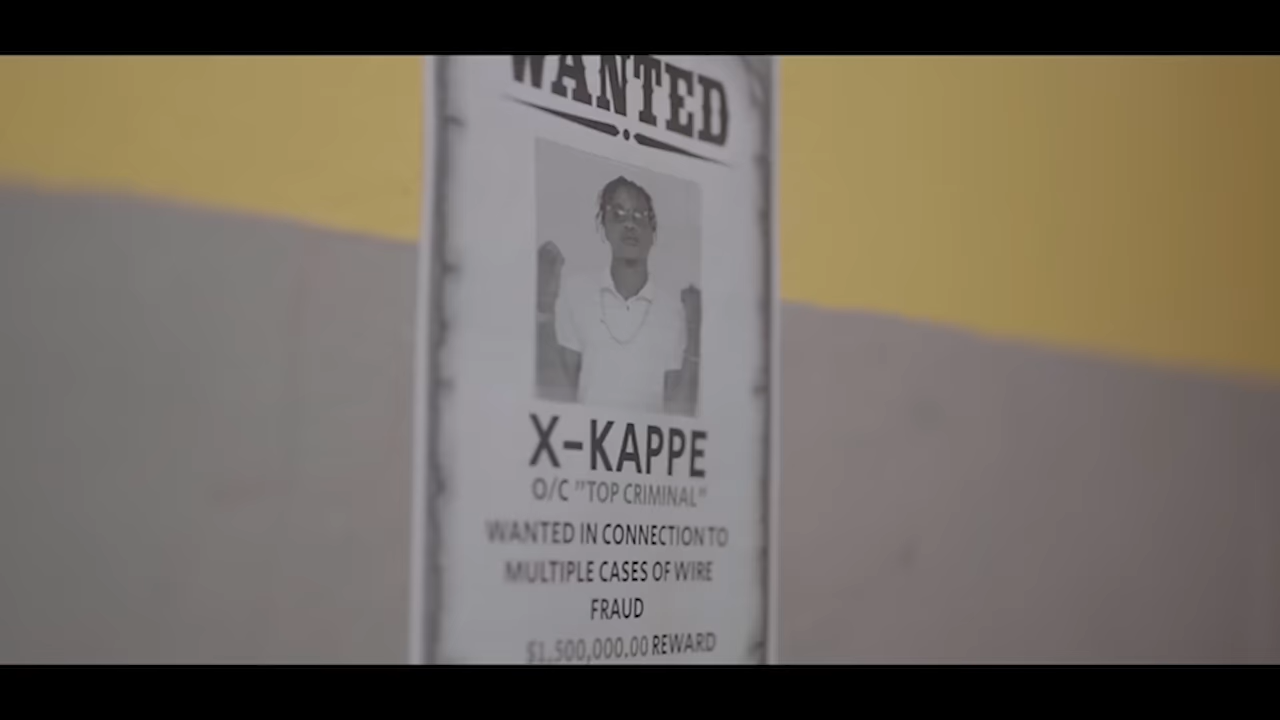 WANTED
X-KAPPE
O/C "TOP CRIMINAL"
WANTED IN CONNECTION TO
MULTIPLE CASES OF WIRE
FRAUD
$1,500,000.00 REWARD